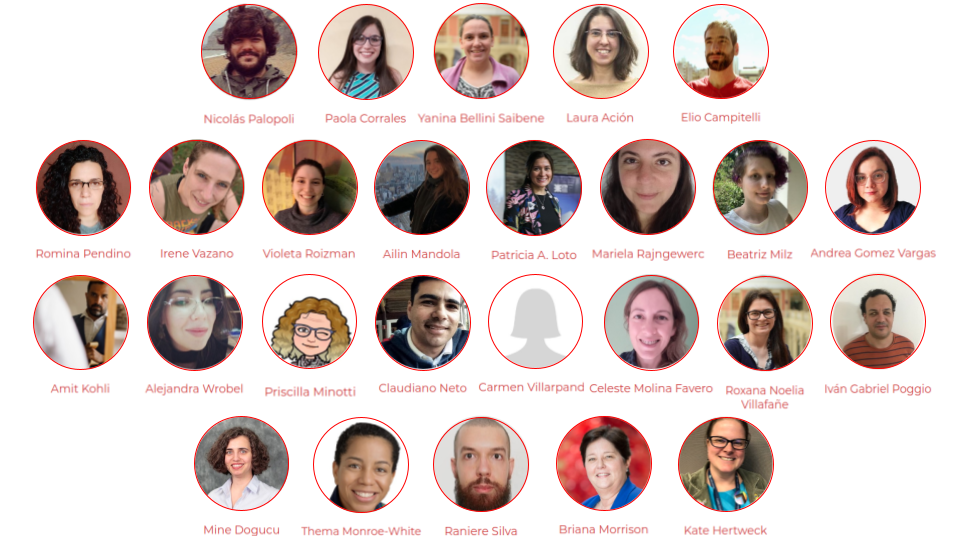 Nicolás Palopoli
Paola Corrales
Yanina Bellini Saibene
Laura Ación
Elio Campitelli
Romina Pendino
Irene Vazano
Violeta Roizman
Ailin Mandola
Patricia A. Loto
Mariela Rajngewerc
Beatriz Milz
Andrea Gomez Vargas
Amit Kohli
Alejandra Wrobel
Priscilla Minotti
Claudiano Neto
Carmen Villarpand
Celeste Molina Favero
Roxana Noelia
Villafañe
Iván Gabriel Poggio
Mine Dogucu
Thema Monroe-White
Raniere Silva
Briana Morrison
Kate Hertweck